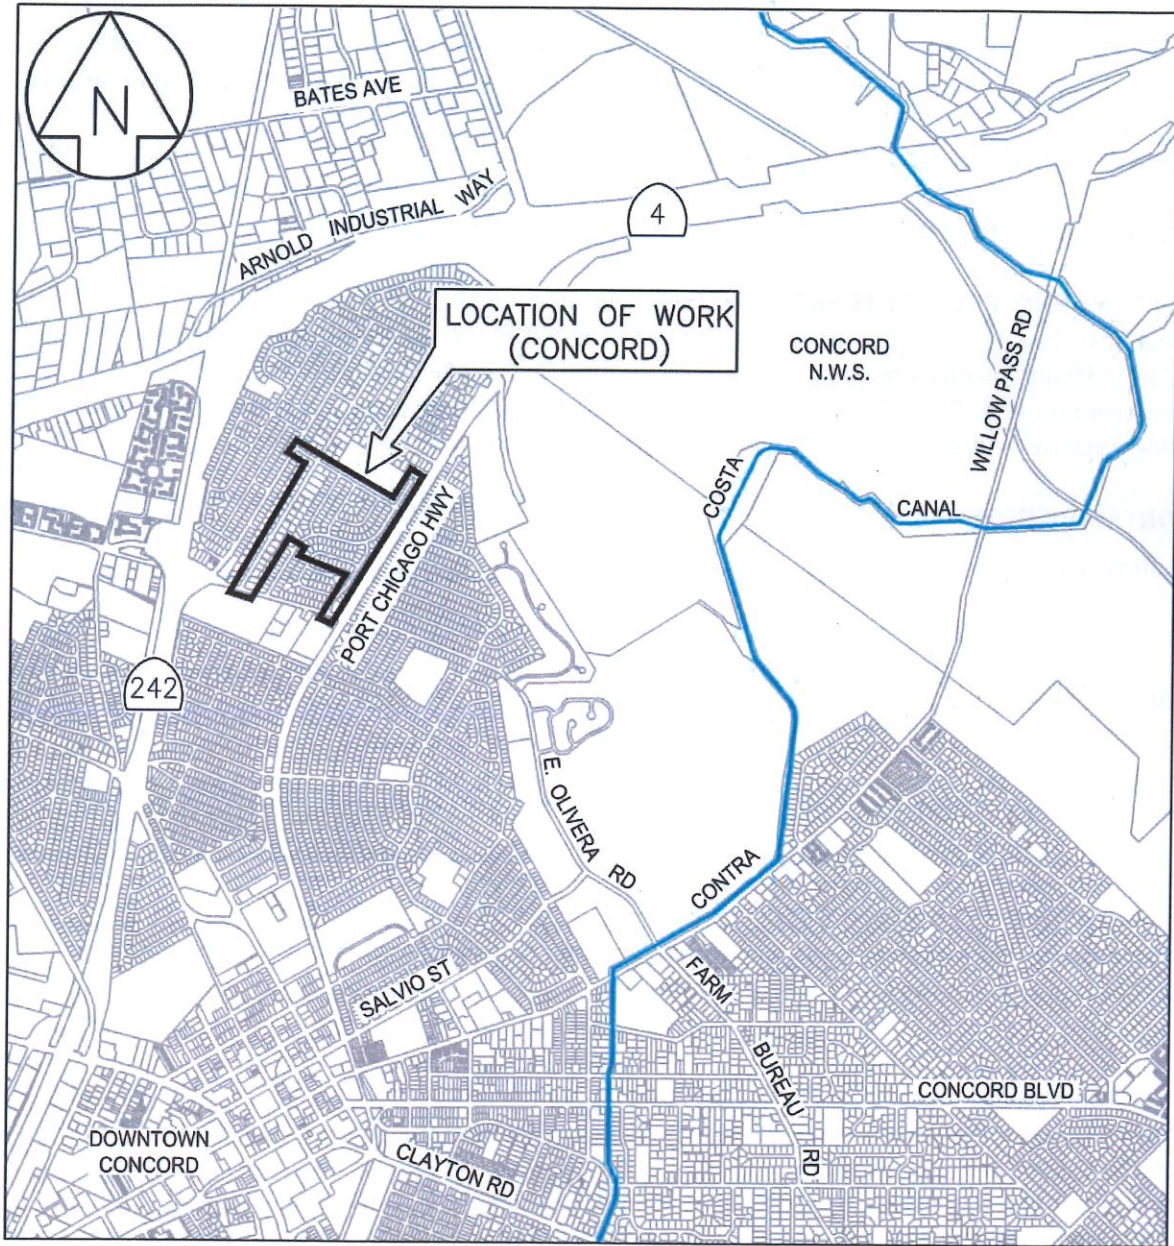 N
BATES AVE
ARNOLD INDUSTRIAL WAY
4
LOCATION OF WORK
(CONCORD)
CONCORD
N.W.S.
WILLOW PASS RD
COSTA
CANAL
PORT CHICAGO HWY
242
E. OLIVERA RD
CONTRA
SALVIO ST
FARM
BUREAU
RD
CONCORD BLVD
DOWNTOWN
CONCORD
CLAYTON RD